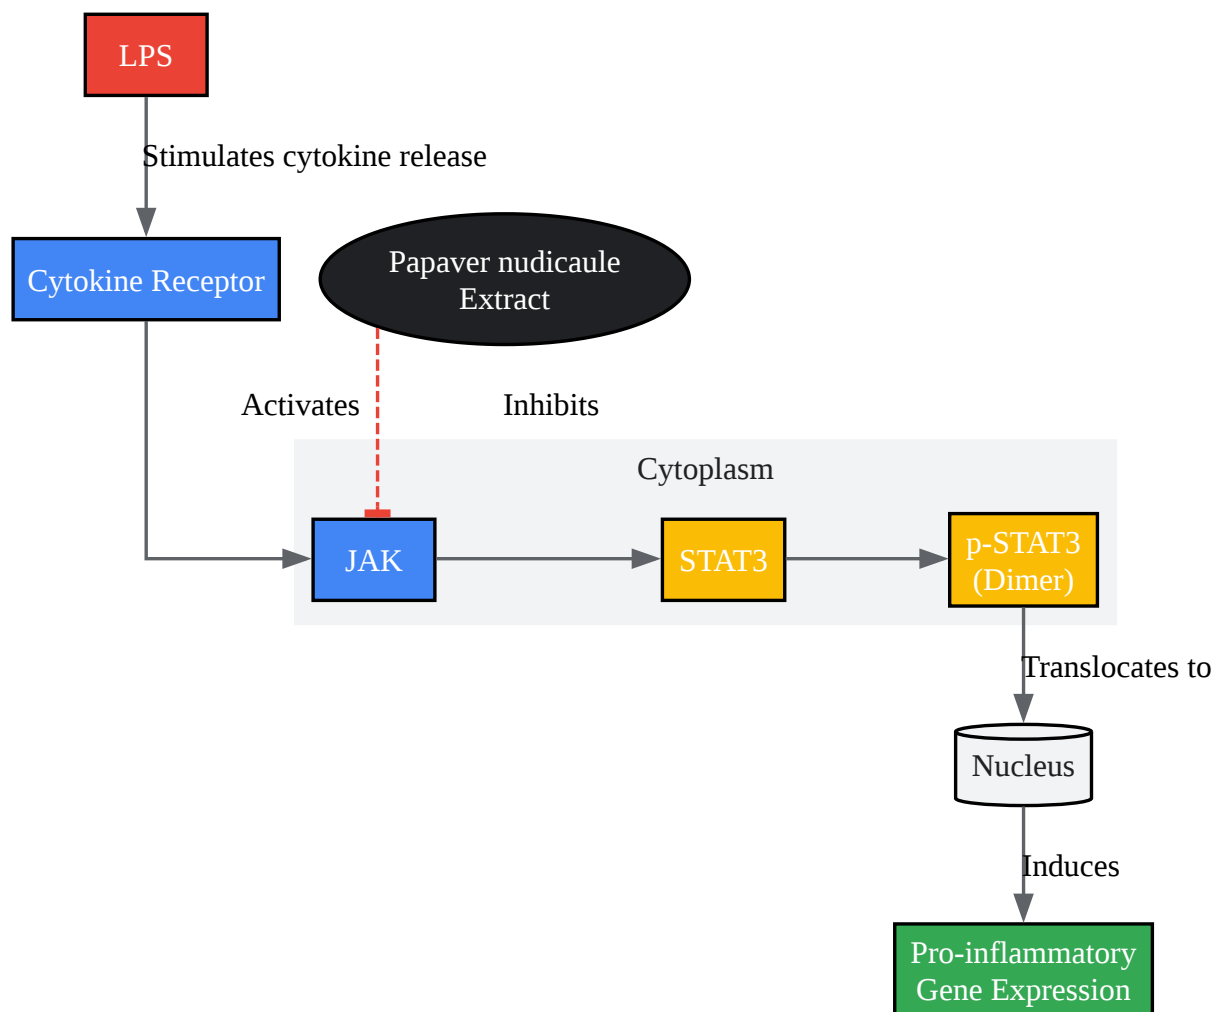 LPS
Stimulates cytokine release
Cytokine Receptor
Papaver nudicaule
Extract
Activates
Inhibits
Cytoplasm
JAK
STAT3
p-STAT3
(Dimer)
Translocates to
Nucleus
Induces
Pro-inflammatory
Gene Expression